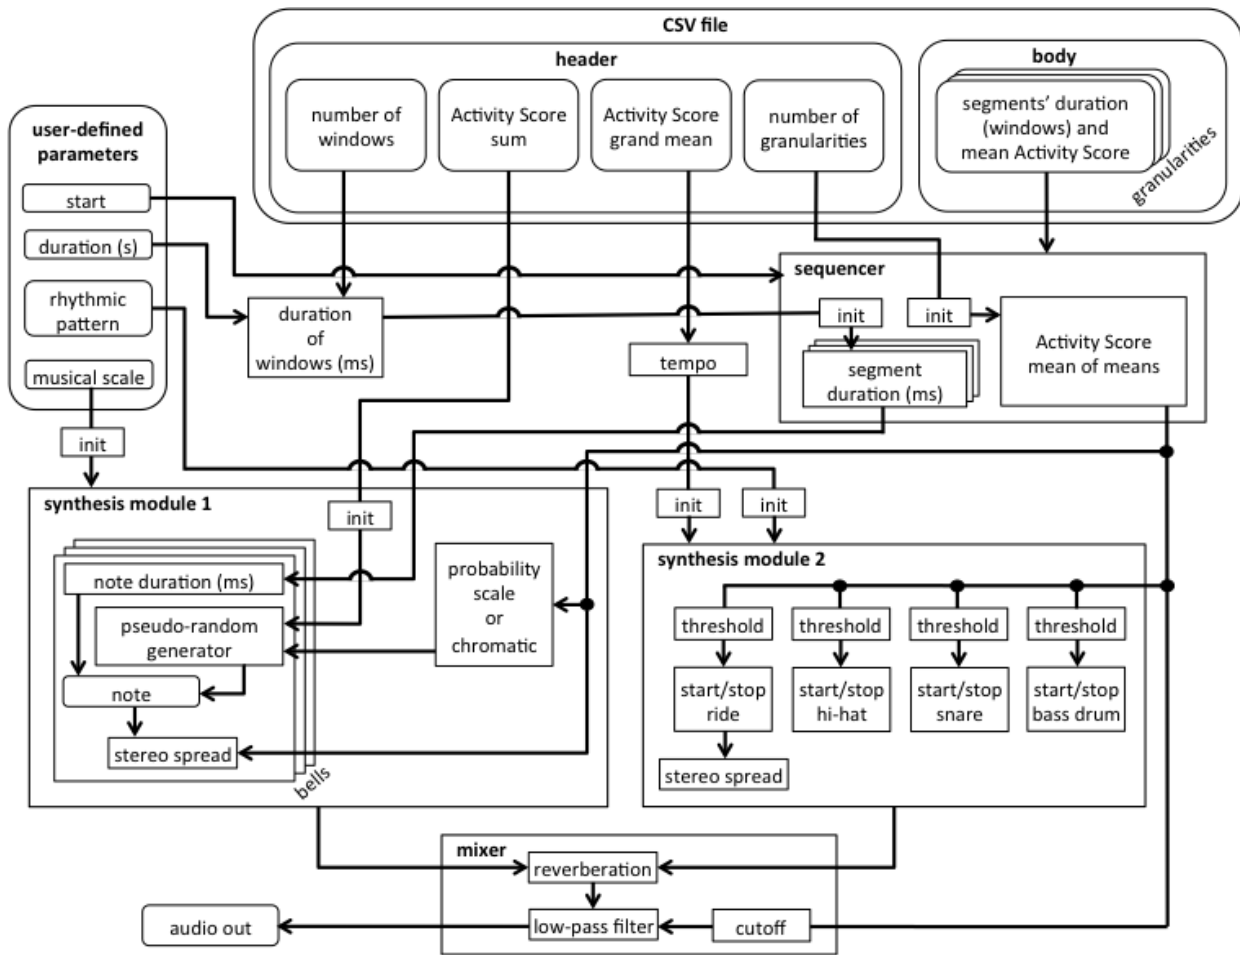 CSV file
header
body
number of
windows
Activity Score
sum
Activity Score
grand mean
number of
granularities
segments' duration
(windows) and
mean Activity Score
granularities
user-defined
parameters
start
duration (s)
rhythmic
pattern
musical scale
init
duration
of
windows (ms)
tempo
sequencer
init
init
segment
duration (ms)
Activity Score
mean of means
synthesis module 1
init
note duration (ms)
pseudo-random
generator
note
stereo spread
bells
probability
scale
or
chromatic
init
init
synthesis module 2
threshold
threshold
threshold
threshold
start/stop
ride
start/stop
hi-hat
start/stop
snare
start/stop
bass drum
stereo spread
mixer
reverberation
low-pass filter
cutoff
audio out